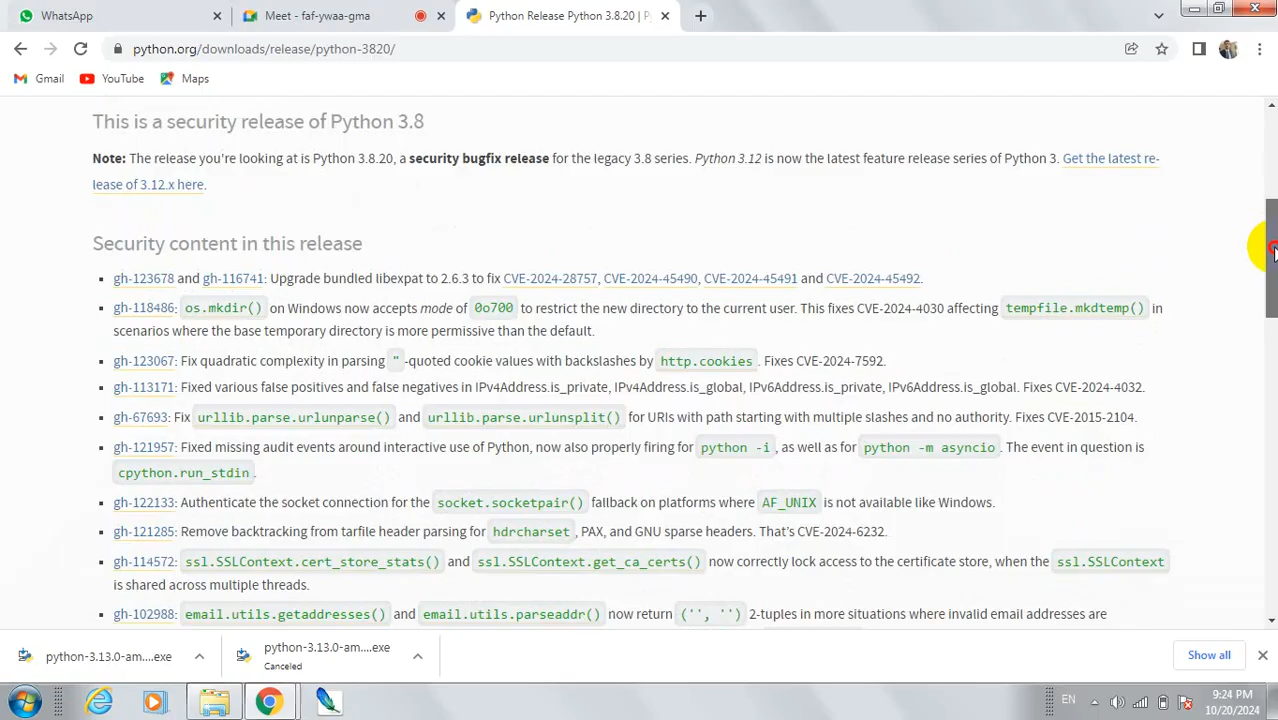 WhatsApp
Meet - faf-ywaa-gma
Python Release Python 3.8.20 | P
python.org/downloads/release/python-3820/
Gmail
YouTube
Maps
This is a security release of Python 3.8
Note: The release you're looking at is Python 3.8.20, a security bugfix release for the legacy 3.8 series. Python 3.12 is now the latest feature release series of Python 3. Get the latest re-
lease of 3.12.x here.
Security content in this release
gh-123678 and gh-116741: Upgrade bundled libexpat to 2.6.3 to fix CVE-2024-28757, CVE-2024-45490, CVE-2024-45491 and CVE-2024-45492.
gh-118486: os.mkdir() on Windows now accepts mode of 0o700 to restrict the new directory to the current user. This fixes CVE-2024-4030 affecting tempfile.mkdtemp() in
scenarios where the base temporary directory is more permissive than the default.
gh-123067: Fix quadratic complexity in parsing " -quoted cookie values with backslashes by http.cookies . Fixes CVE-2024-7592.
gh-113171: Fixed various false positives and false negatives in IPv4Address.is_private, IPv4Address.is_global, IPv6Address.is_private, IPv6Address.is_global. Fixes CVE-2024-4032.
gh-67693: Fix urllib.parse.urlunparse() and urllib.parse.urlunsplit() for URIs with path starting with multiple slashes and no authority. Fixes CVE-2015-2104.
gh-121957: Fixed missing audit events around interactive use of Python, now also properly firing for python -i , as well as for python -m asyncio . The event in question is
cpython.run_stdin .
gh-122133: Authenticate the socket connection for the socket.socketpair() fallback on platforms where AF_UNIX is not available like Windows.
gh-121285: Remove backtracking from tarfile header parsing for hdrcharset , PAX, and GNU sparse headers. That's CVE-2024-6232.
gh-114572: ssl.SSLContext.cert_store_stats() and ssl.SSLContext.get_ca_certs() now correctly lock access to the certificate store, when the ssl.SSLContext
is shared across multiple threads.
gh-102988: email.utils.getaddresses() and email.utils.parseaddr() now return ('', '') 2-tuples in more situations where invalid email addresses are
python-3.13.0-am....exe
python-3.13.0-am....exe
Canceled
Show all
EN
9:24 PM
10/20/2024